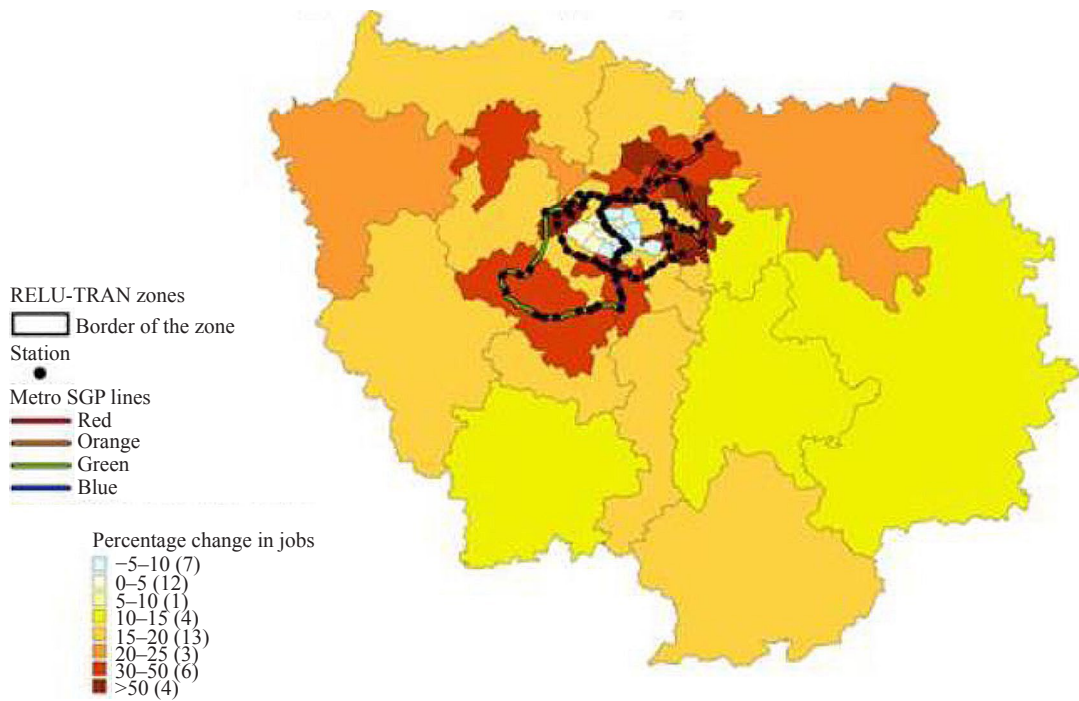 RELU-TRAN zones
Border of the zone
Station
Metro SGP lines
Red
Orange
Green
Blue
Percentage change in jobs
−5–10 (7)
0–5 (12)
5–10 (1)
10–15 (4)
15–20 (13)
20–25 (3)
30–50 (6)
>50 (4)